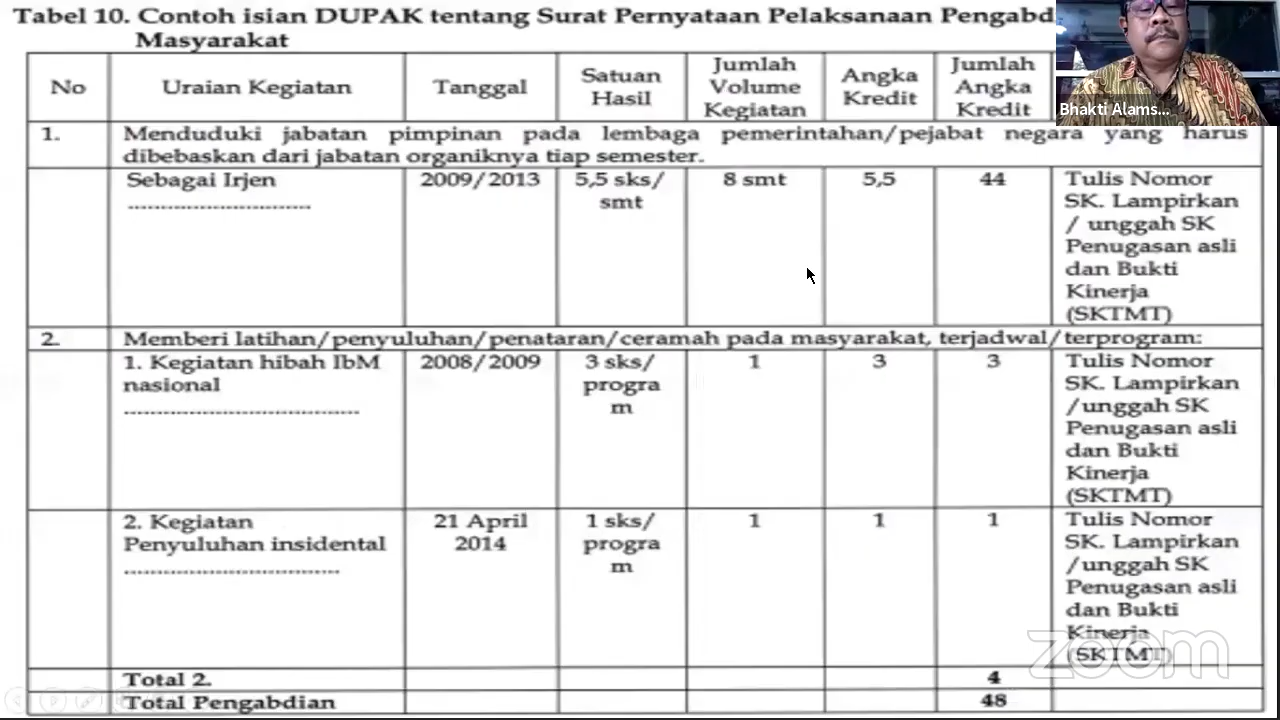 Tabel 10. Contoh isian DUPAK tentang Surat Pernyataan Pelaksanaan
Masyarakat
No
Uraian Kegiatan
Tanggal
Satuan
Hasil
Jumlah
Volume
Kegiatan
Angka
Kredit
Jumlah
Angka
Kredit
Bhakti Alams...
1.
Menduduki jabatan pimpinan pada lembaga pemerintahan/pejabat negara yang harus
dibebaskan dari jabatan organiknya tiap semester.
Sebagai Irjen
..............................
2009/2013
5,5 sks/
smt
8 smt
5,5
44
Tulis Nomor
SK. Lampirkan
/ unggah SK
Penugasan asli
dan Bukti
Kinerja
(SKTMT)
2.
Memberi latihan/penyuluhan/penataran/ceramah pada masyarakat, terjadwal/terprogram:
1. Kegiatan hibah IbM
nasional
.......................................
2008/2009
3 sks/
progra
m
1
3
3
Tulis Nomor
SK. Lampirkan
/unggah SK
Penugasan asli
dan Bukti
Kinerja
(SKTMT)
2. Kegiatan
Penyuluhan insidental
....................................
21 April
2014
1 sks/
progra
m
1
1
1
Tulis Nomor
SK. Lampirkan
/unggah SK
Penugasan asli
dan Bukti
Kinerja
(SKTMT)
zoom
Total 2.
4
Total Pengabdian
48